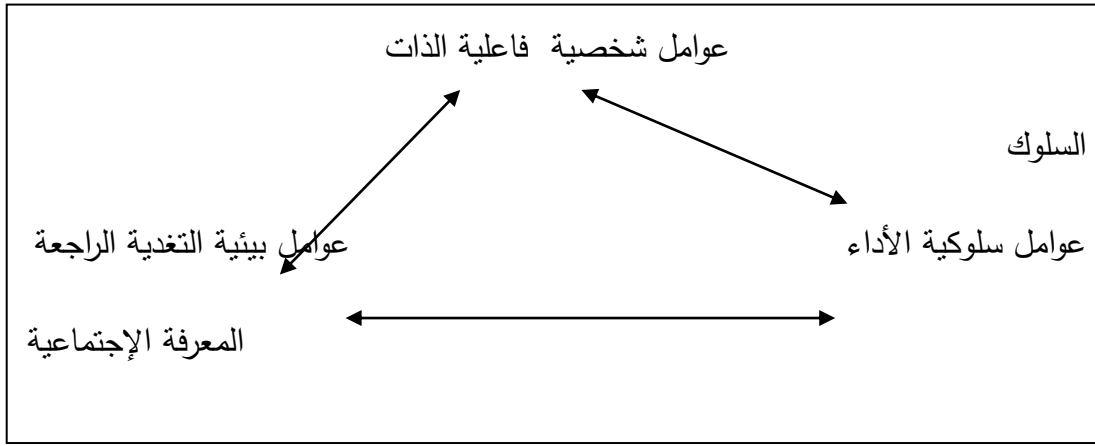 عوامل شخصية فاعلية الذات
السلوك
عوامل سلوكية الأداء
عوامل بيئية التغدية الراجعة
المعرفة الإجتماعية